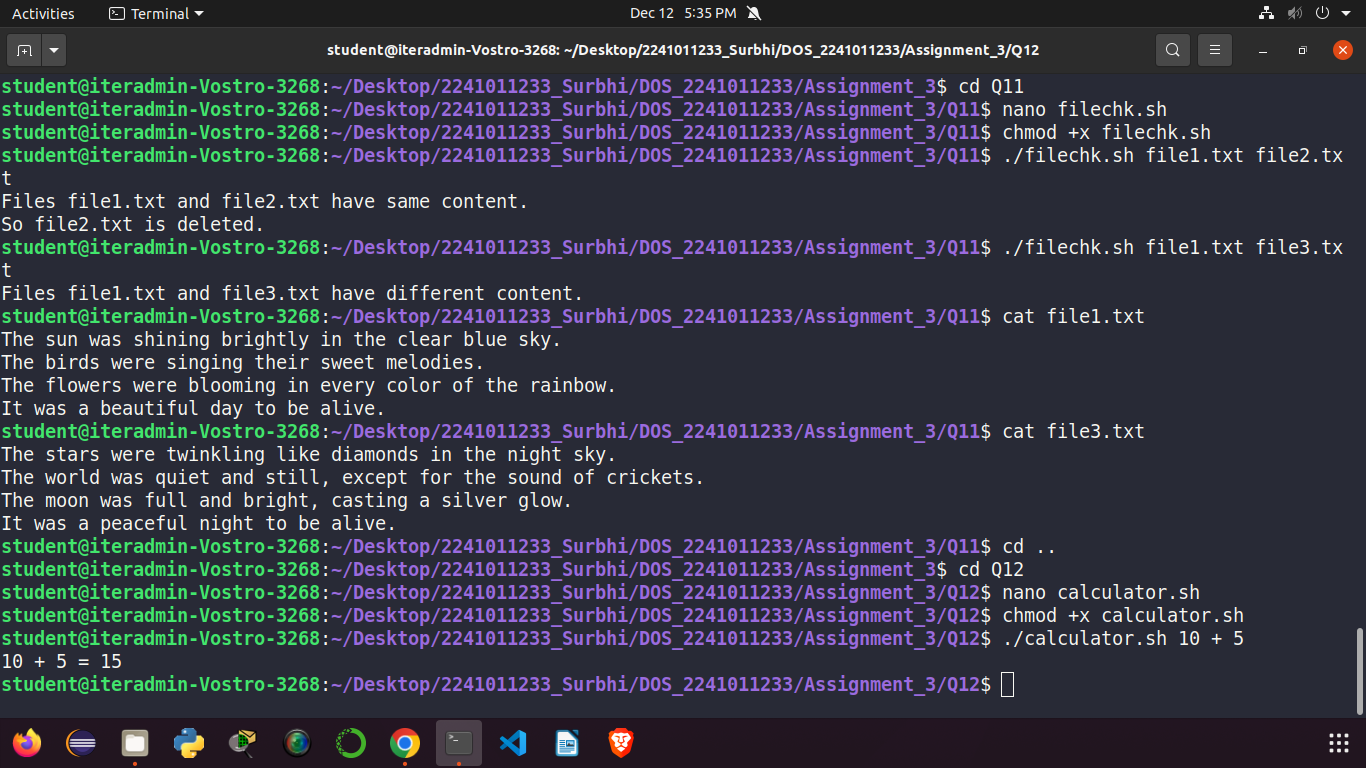 Activities Terminal Dec 12 5:35 PM
student@iteradmin-Vostro-3268: ~/Desktop/2241011233_Surbhi/DOS_2241011233/Assignment_3/Q12
student@iteradmin-Vostro-3268:~/Desktop/2241011233_Surbhi/DOS_2241011233/Assignment_3$ cd Q11
student@iteradmin-Vostro-3268:~/Desktop/2241011233_Surbhi/DOS_2241011233/Assignment_3/Q11$ nano filechk.sh
student@iteradmin-Vostro-3268:~/Desktop/2241011233_Surbhi/DOS_2241011233/Assignment_3/Q11$ chmod +x filechk.sh
student@iteradmin-Vostro-3268:~/Desktop/2241011233_Surbhi/DOS_2241011233/Assignment_3/Q11$ ./filechk.sh file1.txt file2.tx
t
Files file1.txt and file2.txt have same content.
So file2.txt is deleted.
student@iteradmin-Vostro-3268:~/Desktop/2241011233_Surbhi/DOS_2241011233/Assignment_3/Q11$ ./filechk.sh file1.txt file3.tx
t
Files file1.txt and file3.txt have different content.
student@iteradmin-Vostro-3268:~/Desktop/2241011233_Surbhi/DOS_2241011233/Assignment_3/Q11$ cat file1.txt
The sun was shining brightly in the clear blue sky.
The birds were singing their sweet melodies.
The flowers were blooming in every color of the rainbow.
It was a beautiful day to be alive.
student@iteradmin-Vostro-3268:~/Desktop/2241011233_Surbhi/DOS_2241011233/Assignment_3/Q11$ cat file3.txt
The stars were twinkling like diamonds in the night sky.
The world was quiet and still, except for the sound of crickets.
The moon was full and bright, casting a silver glow.
It was a peaceful night to be alive.
student@iteradmin-Vostro-3268:~/Desktop/2241011233_Surbhi/DOS_2241011233/Assignment_3/Q11$ cd ..
student@iteradmin-Vostro-3268:~/Desktop/2241011233_Surbhi/DOS_2241011233/Assignment_3$ cd Q12
student@iteradmin-Vostro-3268:~/Desktop/2241011233_Surbhi/DOS_2241011233/Assignment_3/Q12$ nano calculator.sh
student@iteradmin-Vostro-3268:~/Desktop/2241011233_Surbhi/DOS_2241011233/Assignment_3/Q12$ chmod +x calculator.sh
student@iteradmin-Vostro-3268:~/Desktop/2241011233_Surbhi/DOS_2241011233/Assignment_3/Q12$ ./calculator.sh 10 + 5
10 + 5 = 15
student@iteradmin-Vostro-3268:~/Desktop/2241011233_Surbhi/DOS_2241011233/Assignment_3/Q12$